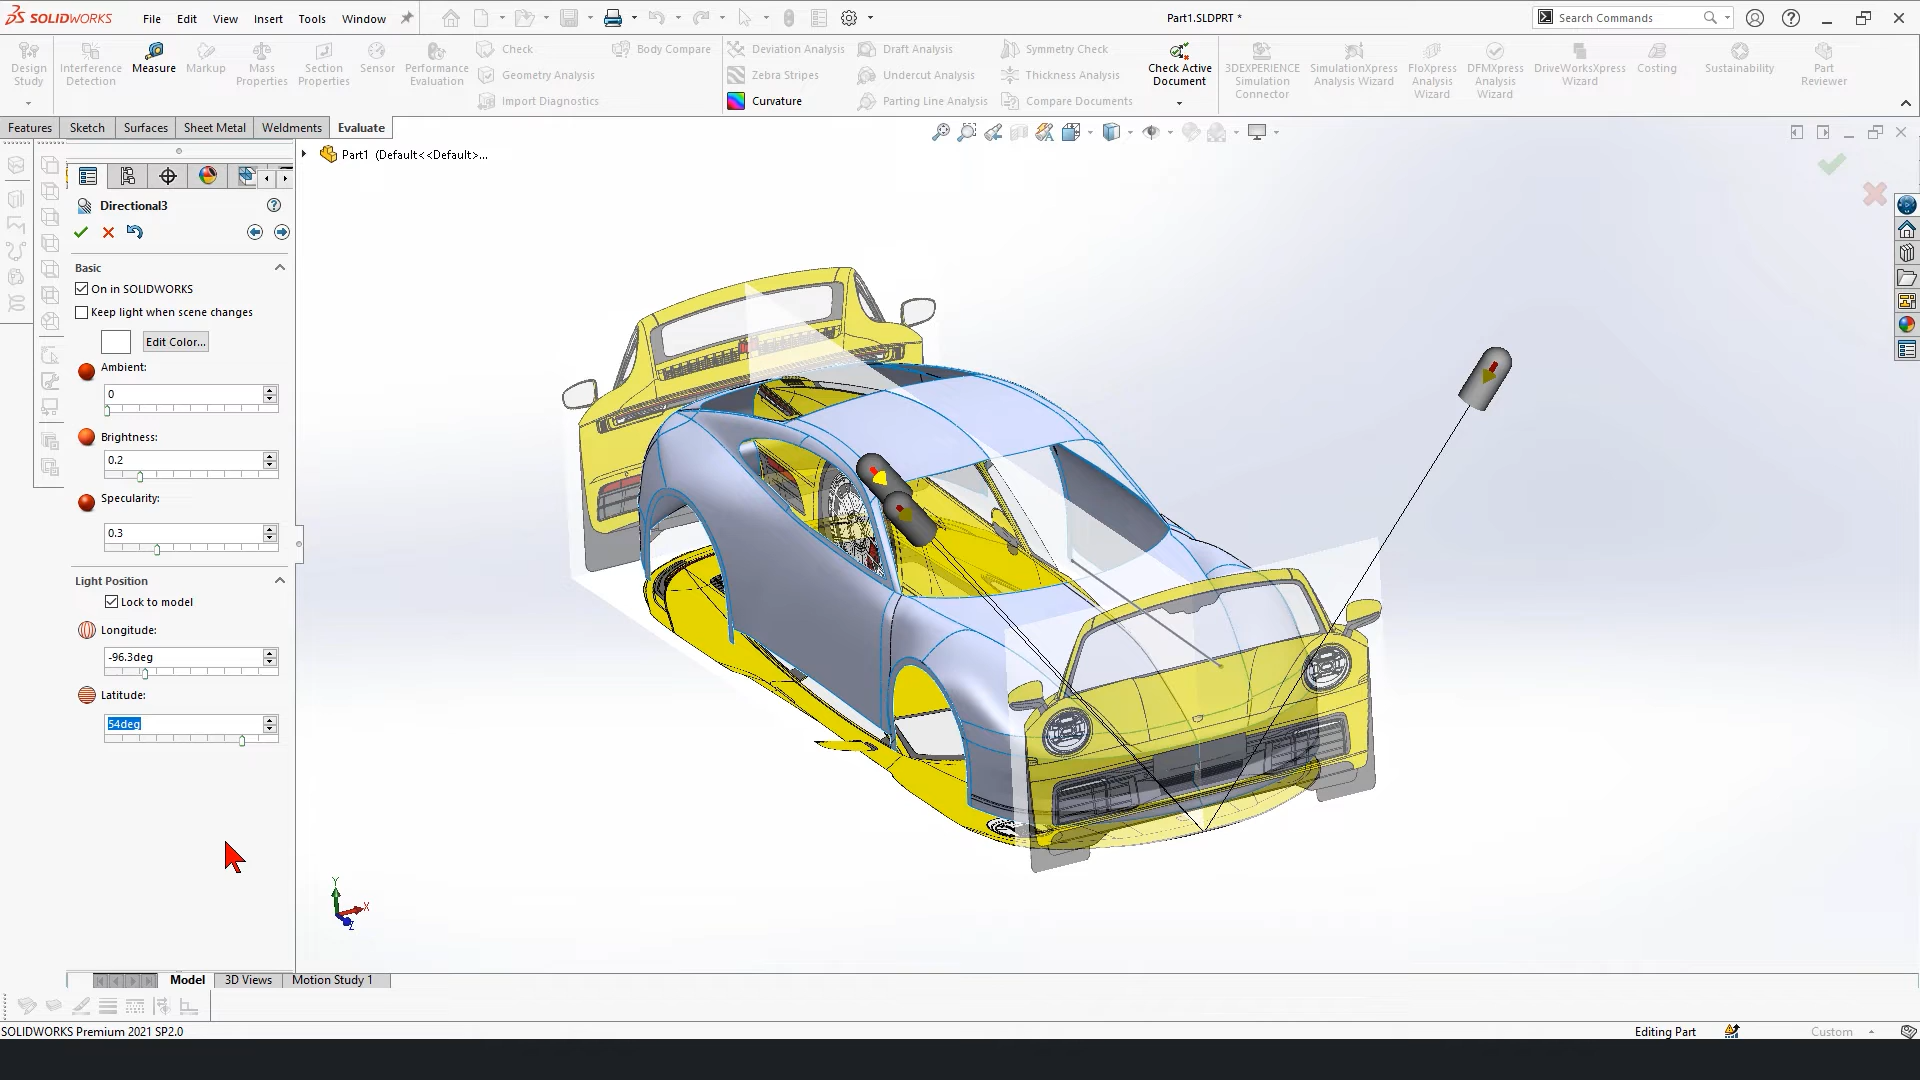 SOLIDWORKS File Edit View Insert Tools Window Part1.SLDPRT * Search Commands
Design Study
Interference Detection
Measure
Markup
Mass Properties
Section Properties
Sensor
Performance Evaluation
Check
Geometry Analysis
Import Diagnostics
Body Compare
Deviation Analysis
Zebra Stripes
Curvature
Draft Analysis
Undercut Analysis
Parting Line Analysis
Symmetry Check
Thickness Analysis
Compare Documents
Check Active Document
3DEXPERIENCE Simulation Connector
SimulationXpress Analysis Wizard
FloXpress Analysis Wizard
DFMXpress Analysis Wizard
DriveWorksXpress Wizard
Costing
Sustainability
Part Reviewer
Features Sketch Surfaces Sheet Metal Weldments Evaluate
Part1 (Default<<Default>...
Directional3
Basic
On in SOLIDWORKS
Keep light when scene changes
Edit Color...
Ambient:
0
Brightness:
0.2
Specularity:
0.3
Light Position
Lock to model
Longitude:
-96.3deg
Latitude:
54deg
Y
X
Z
Model 3D Views Motion Study 1
SOLIDWORKS Premium 2021 SP2.0 Editing Part Custom